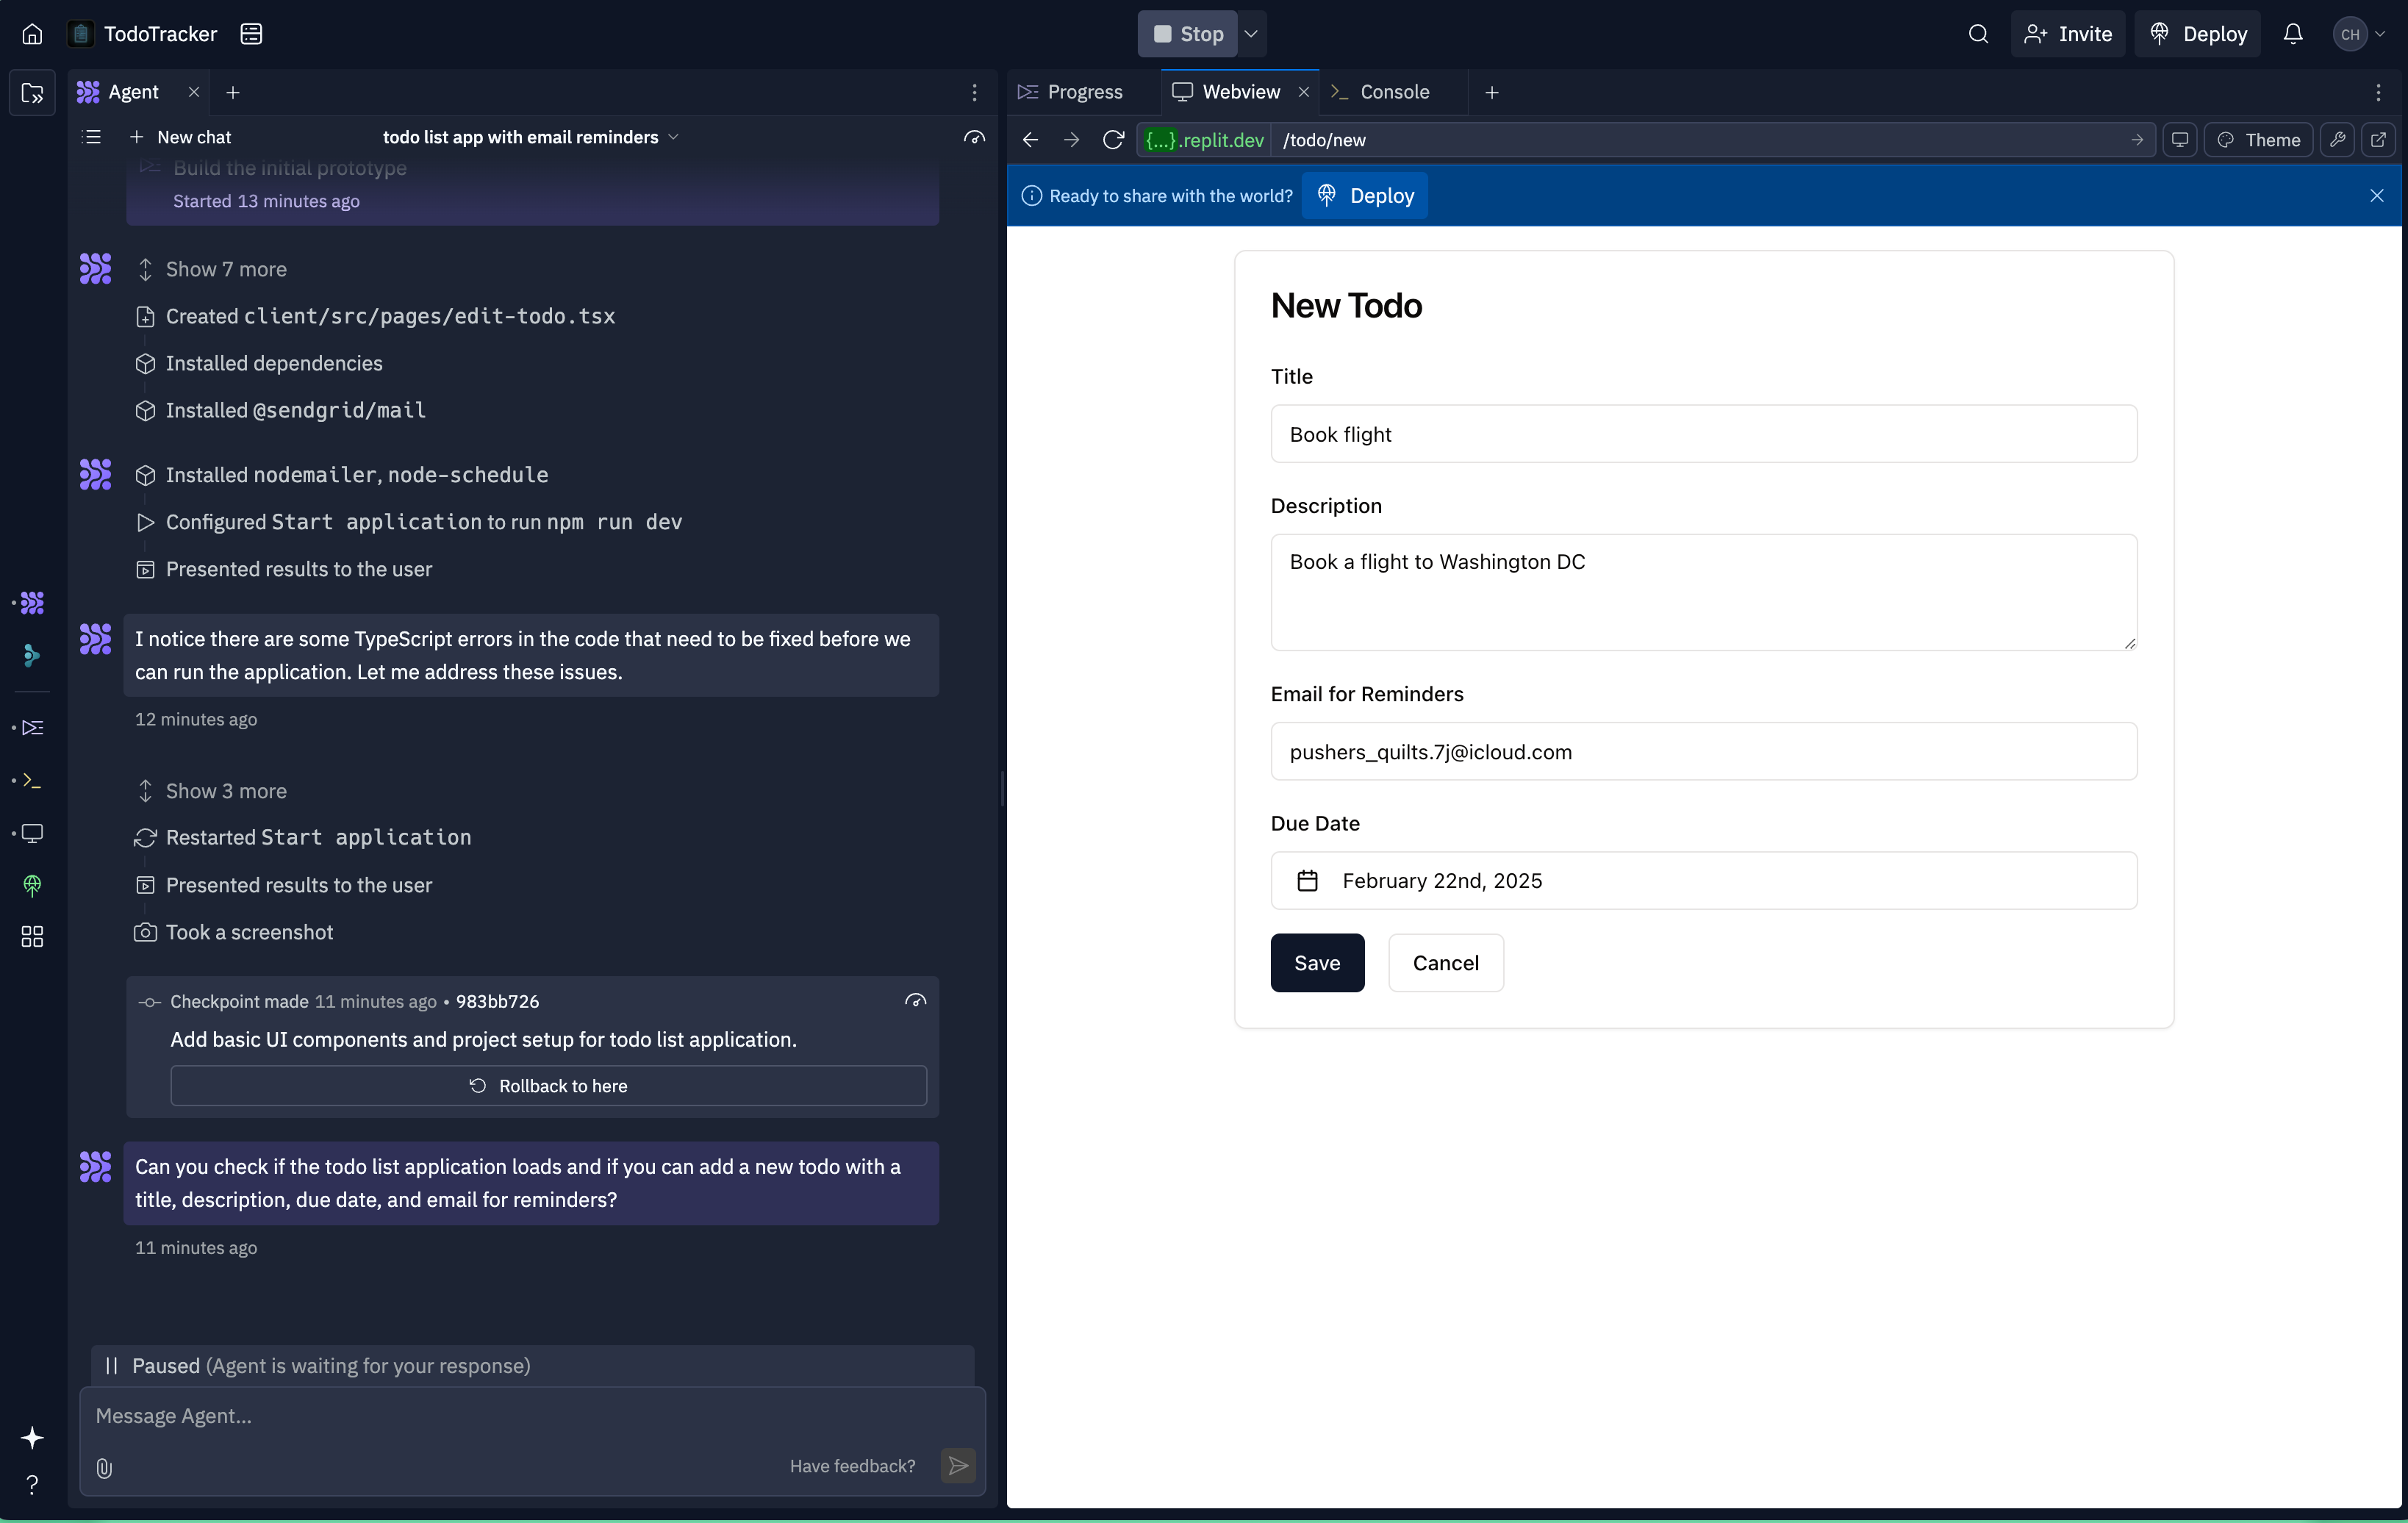 TodoTracker
Stop
Invite
Deploy
CH
Agent
New chat
todo list app with email reminders
Build the initial prototype
Started 13 minutes ago
Show 7 more
Created client/src/pages/edit-todo.tsx
Installed dependencies
Installed @sendgrid/mail
Installed nodemailer, node-schedule
Configured Start application to run npm run dev
Presented results to the user
I notice there are some TypeScript errors in the code that need to be fixed before we
can run the application. Let me address these issues.
12 minutes ago
Show 3 more
Restarted Start application
Presented results to the user
Took a screenshot
Checkpoint made 11 minutes ago • 983bb726
Add basic UI components and project setup for todo list application.
Rollback to here
Can you check if the todo list application loads and if you can add a new todo with a
title, description, due date, and email for reminders?
11 minutes ago
Paused (Agent is waiting for your response)
Message Agent...
Have feedback?
Progress
Webview
Console
{...}.replit.dev
/todo/new
Theme
Ready to share with the world?
Deploy
New Todo
Title
Book flight
Description
Book a flight to Washington DC
Email for Reminders
pushers_quilts.7j@icloud.com
Due Date
February 22nd, 2025
Save
Cancel